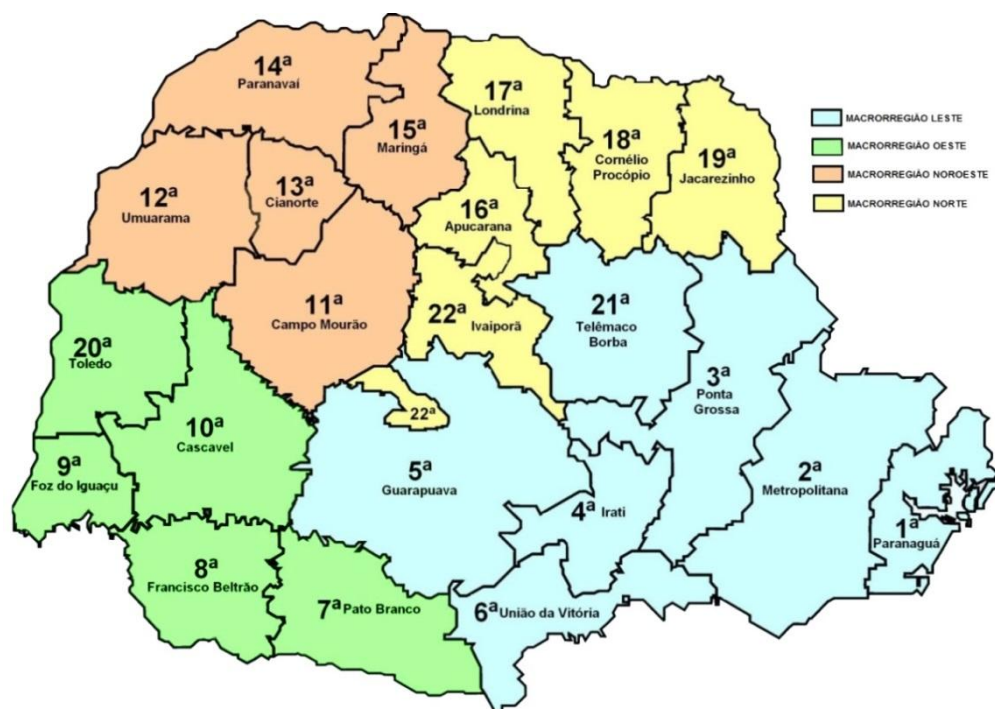 14ª
Paranavaí
15ª
Maringá
17ª
Londrina
18ª
Cornélio
Procópio
19ª
Jacarezinho
MACRORREGIÃO LESTE
MACRORREGIÃO OESTE
MACRORREGIÃO NOROESTE
MACRORREGIÃO NORTE
12ª
Umuarama
13ª
Cianorte
16ª
Apucarana
11ª
Campo Mourão
22ª Ivaiporã
21ª
Telêmaco
Borba
20ª
Toledo
3ª
Ponta
Grossa
10ª
Cascavel
22ª
9ª
Foz do Iguaçu
5ª
Guarapuava
4ª Irati
2ª
Metropolitana
1ª
Paranaguá
8ª
Francisco Beltrão
7ª Pato Branco
6ª União da Vitória